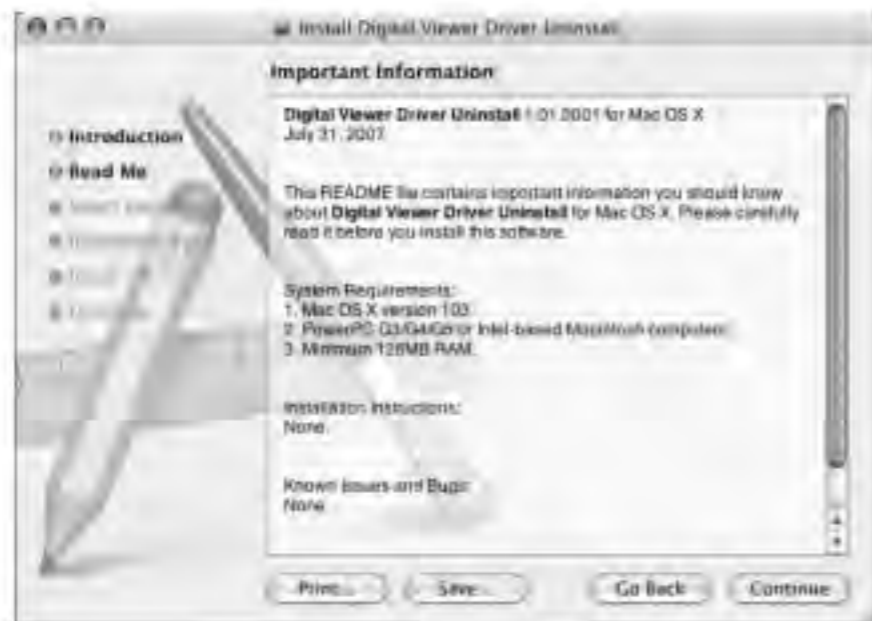 Install Digital Viewer Driver Uninstall
Important Information
Introduction
Read Me
Digital Viewer Driver Uninstall 1.01.2001 for Mac OS X
July 31, 2007
This README file contains important information you should know
about Digital Viewer Driver Uninstall for Mac OS X. Please carefully
read it before you install this software.
System Requirements:
1. Mac OS X version 103
2. PowerPC G3/G4/G5 or Intel-based Macintosh computer
3. Minimum 128MB RAM.
Installation Instructions:
None
Known Issues and Bugs:
None
Print...
Save...
Go Back
Continue